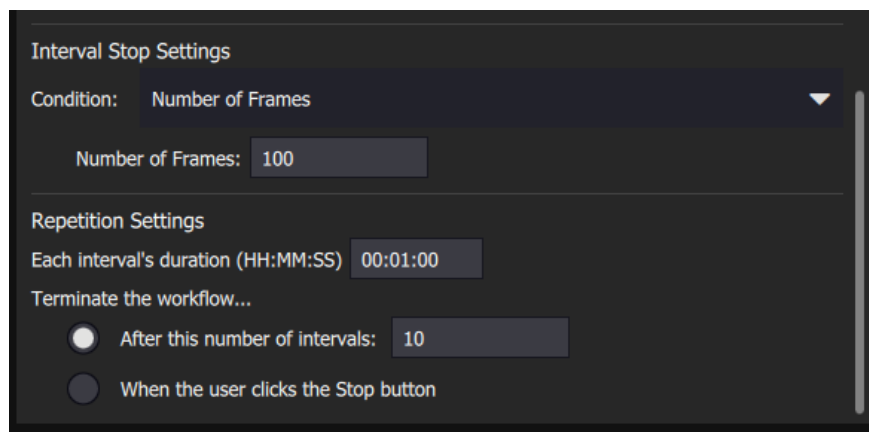 Interval Stop Settings
Condition: Number of Frames
Number of Frames: 100
Repetition Settings
Each interval's duration (HH:MM:SS) 00:01:00
Terminate the workflow...
After this number of intervals: 10
When the user clicks the Stop button